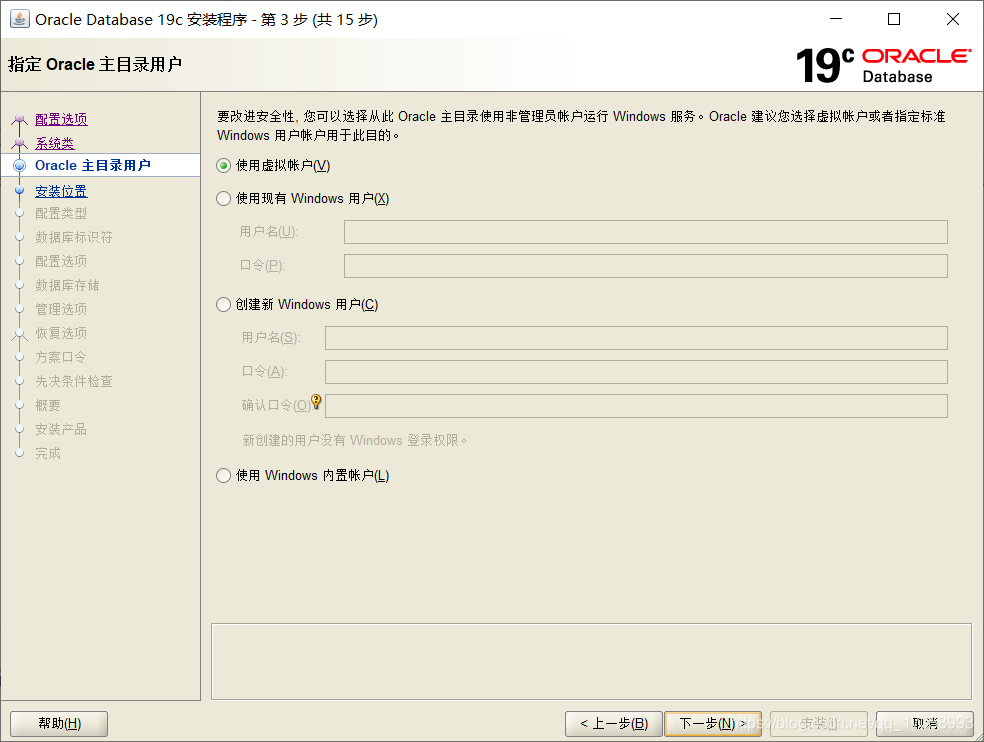 Oracle Database 19c 安装程序 - 第 3 步 (共 15 步)
指定 Oracle 主目录用户
19c ORACLE
Database
配置选项
系统类
Oracle 主目录用户
安装位置
配置类型
数据库标识符
配置选项
数据库存储
管理选项
恢复选项
方案口令
先决条件检查
概要
安装产品
完成
要改进安全性, 您可以选择从此 Oracle 主目录使用非管理员帐户运行 Windows 服务。Oracle 建议您选择虚拟帐户或者指定标准
Windows 用户帐户用于此目的。
使用虚拟帐户(V)
使用现有 Windows 用户(X)
用户名(U):
口令(P):
创建新 Windows 用户(C)
用户名(S):
口令(A):
确认口令(O)
新创建的用户没有 Windows 登录权限。
使用 Windows 内置帐户(L)
帮助(H)
< 上一步(B)
下一步(N) >
安装(I)
取消